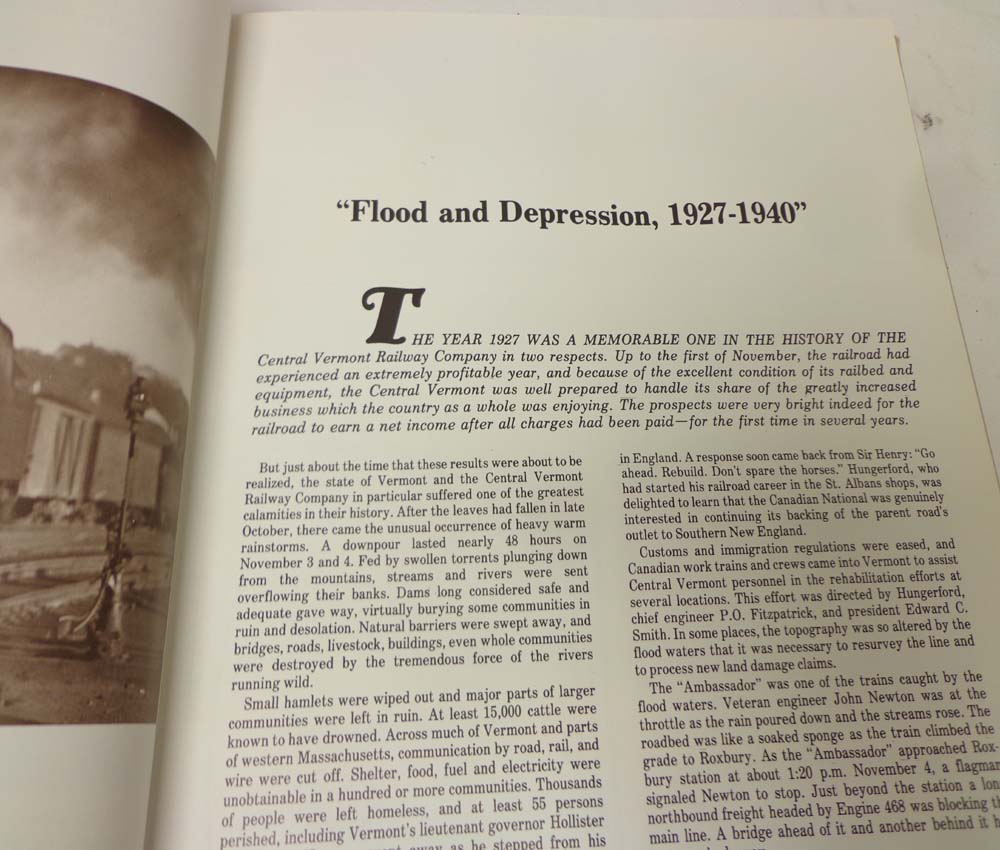 “Flood and Depression, 1927-1940”
THE YEAR 1927 WAS A MEMORABLE ONE IN THE HISTORY OF THE
Central Vermont Railway Company in two respects. Up to the first of November, the railroad had
experienced an extremely profitable year, and because of the excellent condition of its railbed and
equipment, the Central Vermont was well prepared to handle its share of the greatly increased
business which the country as a whole was enjoying. The prospects were very bright indeed for the
railroad to earn a net income after all charges had been paid—for the first time in several years.
But just about the time that these results were about to be
realized, the state of Vermont and the Central Vermont
Railway Company in particular suffered one of the greatest
calamities in their history. After the leaves had fallen in late
October, there came the unusual occurrence of heavy warm
rainstorms. A downpour lasted nearly 48 hours on
November 3 and 4. Fed by swollen torrents plunging down
from the mountains, streams and rivers were sent
overflowing their banks. Dams long considered safe and
adequate gave way, virtually burying some communities in
ruin and desolation. Natural barriers were swept away, and
bridges, roads, livestock, buildings, even whole communities
were destroyed by the tremendous force of the rivers
running wild.
Small hamlets were wiped out and major parts of larger
communities were left in ruin. At least 15,000 cattle were
known to have drowned. Across much of Vermont and parts
of western Massachusetts, communication by road, rail, and
wire were cut off. Shelter, food, fuel and electricity were
unobtainable in a hundred or more communities. Thousands
of people were left homeless, and at least 55 persons
perished, including Vermont's lieutenant governor Hollister
away as he stepped from his
in England. A response soon came back from Sir Henry: “Go
ahead. Rebuild. Don't spare the horses.” Hungerford, who
had started his railroad career in the St. Albans shops, was
delighted to learn that the Canadian National was genuinely
interested in continuing its backing of the parent road's
outlet to Southern New England.
Customs and immigration regulations were eased, and
Canadian work trains and crews came into Vermont to assist
Central Vermont personnel in the rehabilitation efforts at
several locations. This effort was directed by Hungerford,
chief engineer P.O. Fitzpatrick, and president Edward C.
Smith. In some places, the topography was so altered by the
flood waters that it was necessary to resurvey the line and
to process new land damage claims.
The “Ambassador” was one of the trains caught by the
flood waters. Veteran engineer John Newton was at the
throttle as the rain poured down and the streams rose. The
roadbed was like a soaked sponge as the train climbed the
grade to Roxbury. As the “Ambassador” approached Rox-
bury station at about 1:20 p.m. November 4, a flagman
signaled Newton to stop. Just beyond the station a
northbound freight headed by Engine 468 was blocking
main line. A bridge ahead of it and another behind it